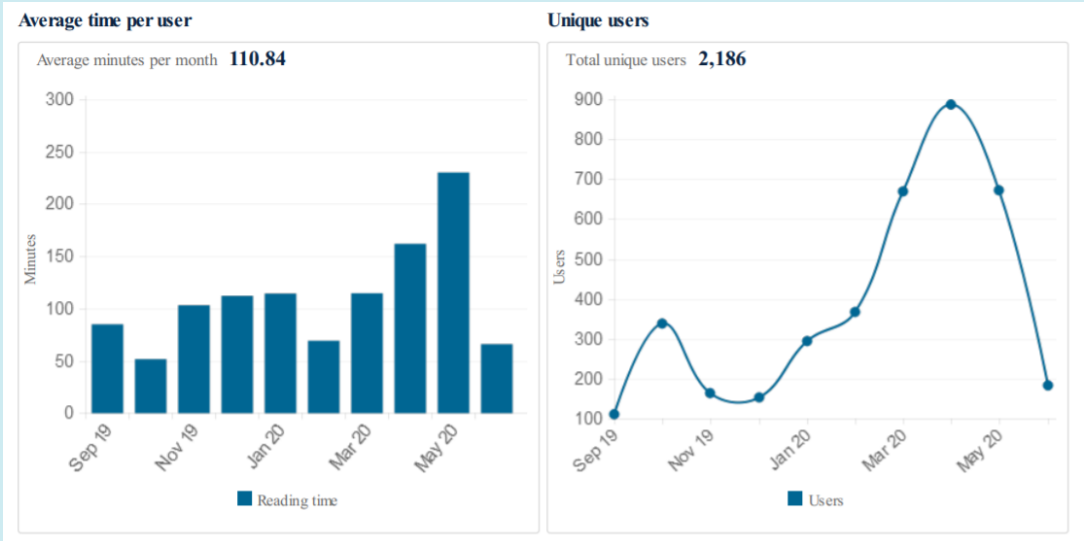 Average time per user
Average minutes per month 110.84
300
250
200
150
100
50
0
Minutes
Sep 19
Nov 19
Jan 20
Mar 20
May 20
Reading time
Unique users
Total unique users 2,186
900
800
700
600
500
400
300
200
100
Users
Sep 19
Nov 19
Jan 20
Mar 20
May 20
Users